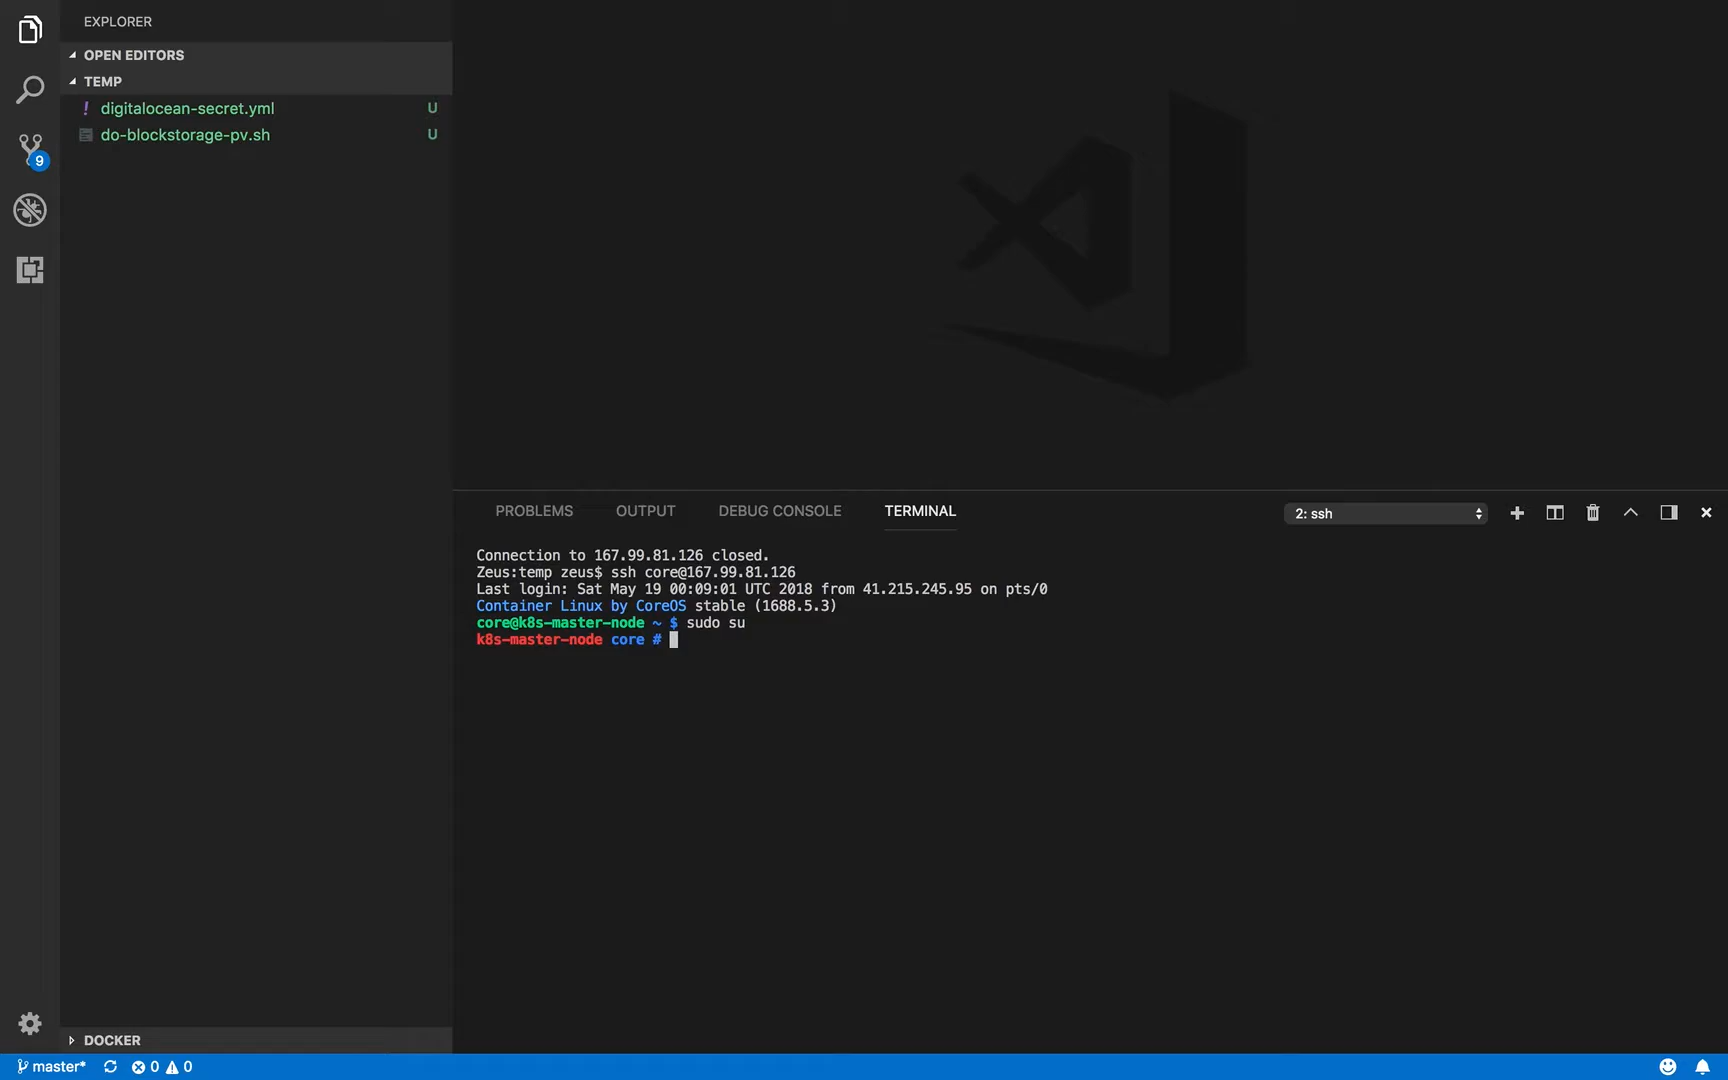 EXPLORER
OPEN EDITORS
TEMP
! digitalocean-secret.yml U
do-blockstorage-pv.sh U
9
DOCKER
PROBLEMS OUTPUT DEBUG CONSOLE TERMINAL
2: ssh
Connection to 167.99.81.126 closed.
Zeus:temp zeus$ ssh core@167.99.81.126
Last login: Sat May 19 00:09:01 UTC 2018 from 41.215.245.95 on pts/0
Container Linux by CoreOS stable (1688.5.3)
core@k8s-master-node ~ $ sudo su
k8s-master-node core #
master* 0 0